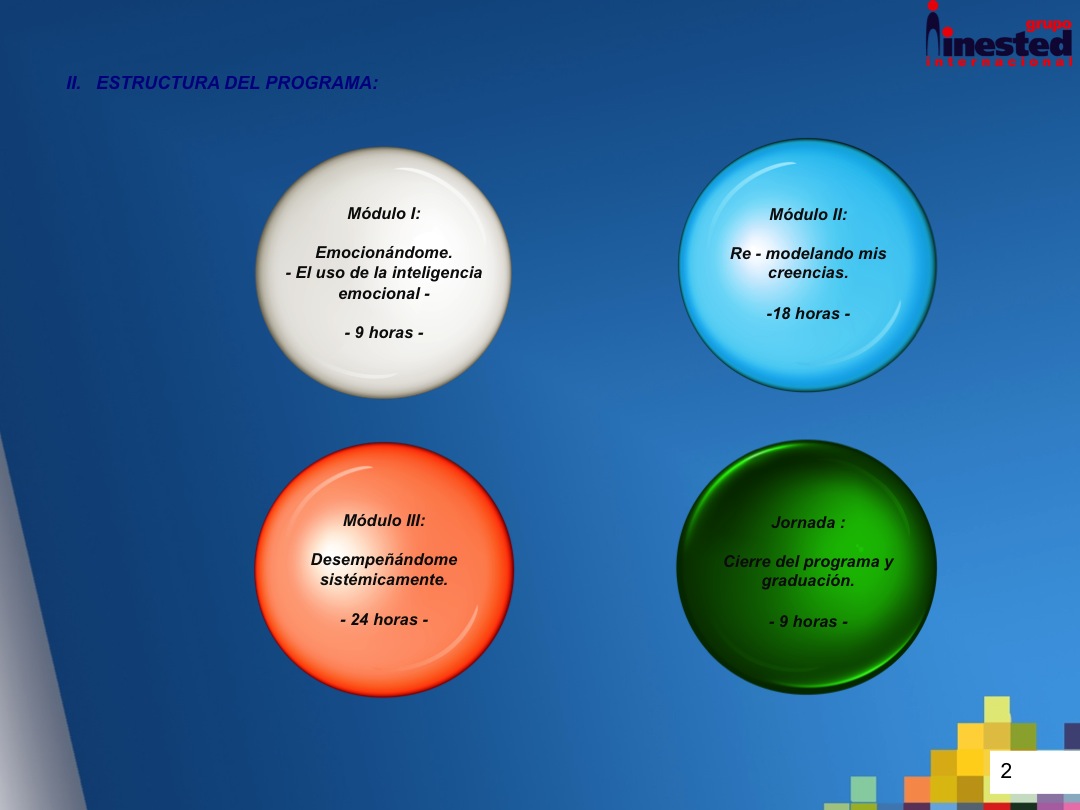 grupo
inested
internacional
II. ESTRUCTURA DEL PROGRAMA:
Módulo I:
Emocionándome.
- El uso de la inteligencia
emocional -
- 9 horas -
Módulo II:
Re - modelando mis
creencias.
-18 horas -
Módulo III:
Desempeñándome
sistémicamente.
- 24 horas -
Jornada :
Cierre del programa y
graduación.
- 9 horas -
2